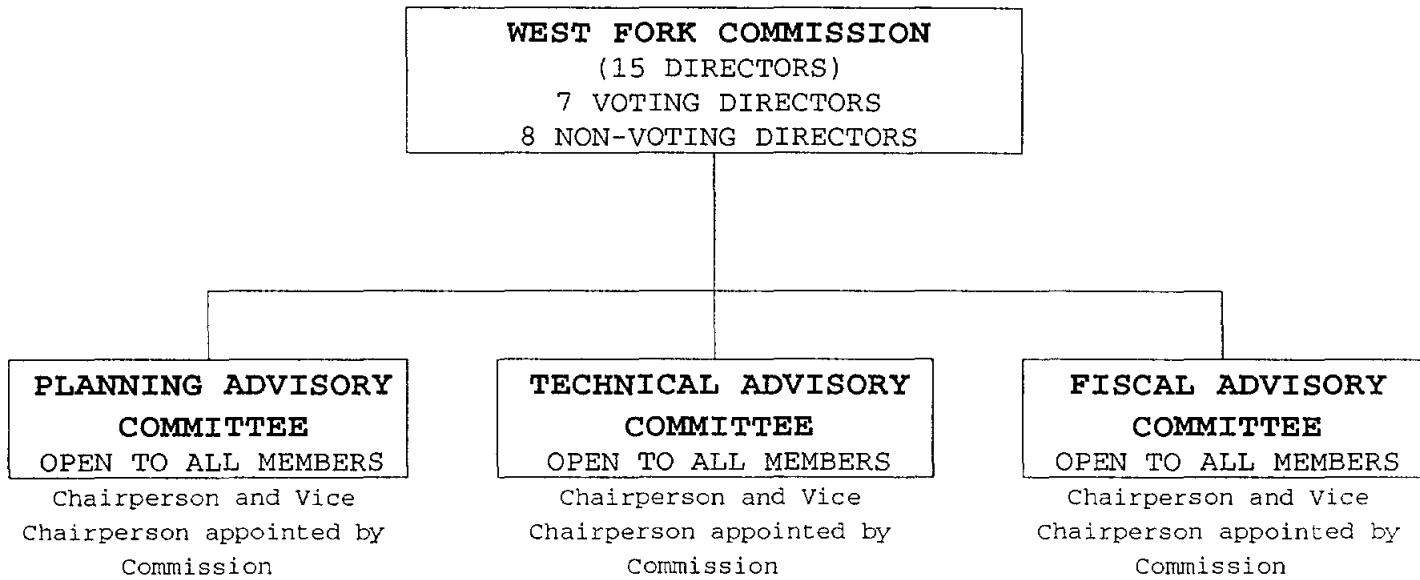 WEST FORK COMMISSION
(15 DIRECTORS)
7 VOTING DIRECTORS
8 NON-VOTING DIRECTORS
PLANNING ADVISORY
COMMITTEE
OPEN TO ALL MEMBERS
Chairperson and Vice
Chairperson appointed by
Commission
TECHNICAL ADVISORY
COMMITTEE
OPEN TO ALL MEMBERS
Chairperson and Vice
Chairperson appointed by
Commission
FISCAL ADVISORY
COMMITTEE
OPEN TO ALL MEMBERS
Chairperson and Vice
Chairperson appointed by
Commission